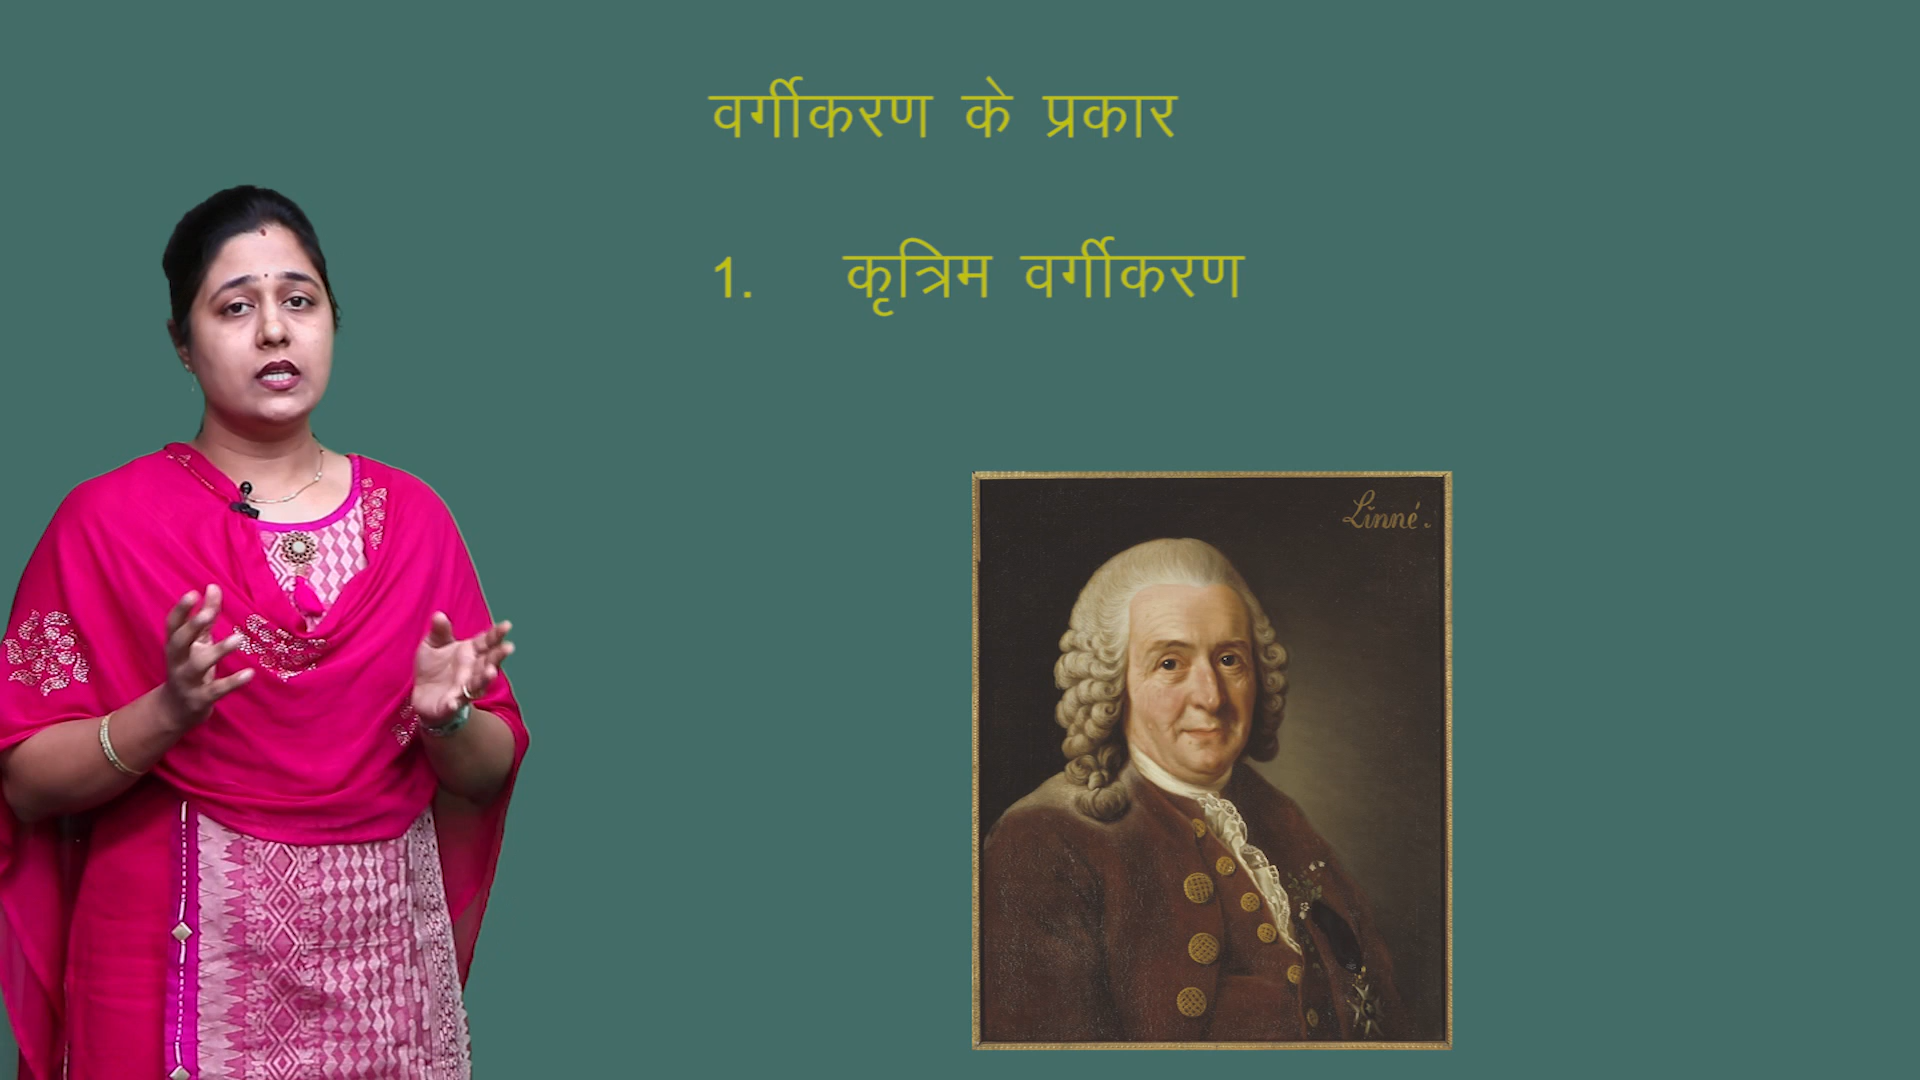 वर्गीकरण के प्रकार
1. कृत्रिम वर्गीकरण
Linné.